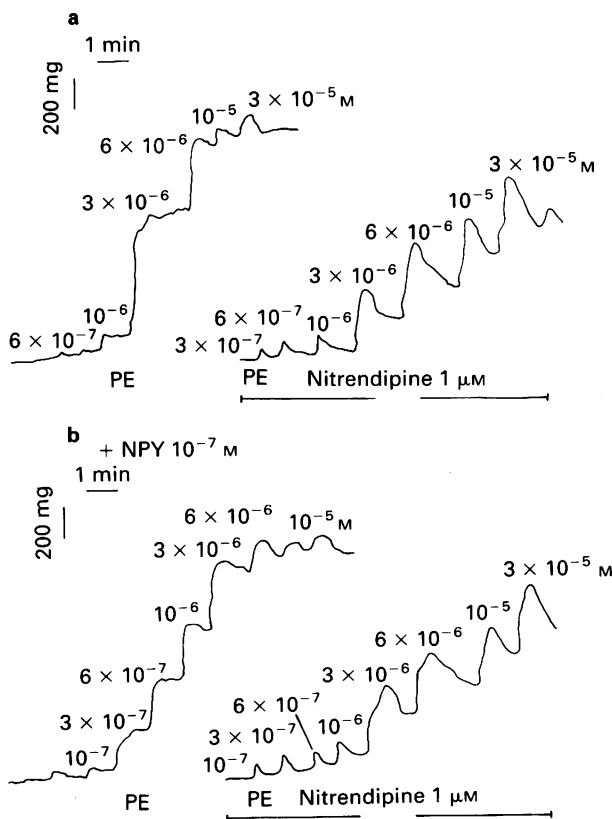 a
1 min
200 mg
6 × 10⁻⁷
10⁻⁶
3 × 10⁻⁶
6 × 10⁻⁶
10⁻⁵
3 × 10⁻⁵ M
PE
3 × 10⁻⁷
6 × 10⁻⁷
10⁻⁶
3 × 10⁻⁶
6 × 10⁻⁶
10⁻⁵
3 × 10⁻⁵ M
PE
Nitrendipine 1 μM
b
+ NPY 10⁻⁷ M
1 min
200 mg
10⁻⁷
3 × 10⁻⁷
6 × 10⁻⁷
10⁻⁶
3 × 10⁻⁶
6 × 10⁻⁶
10⁻⁵ M
PE
10⁻⁷
3 × 10⁻⁷
6 × 10⁻⁷
10⁻⁶
3 × 10⁻⁶
6 × 10⁻⁶
10⁻⁵
3 × 10⁻⁵ M
PE
Nitrendipine 1 μM